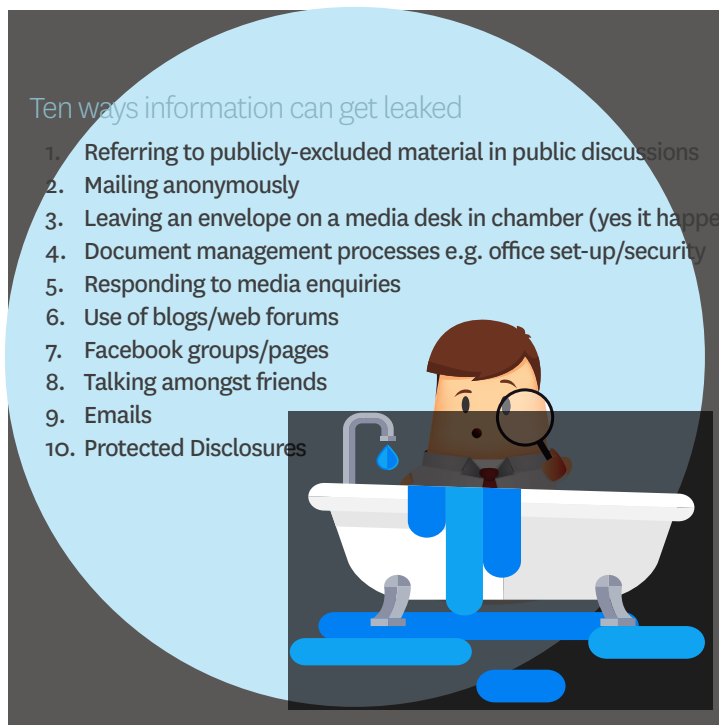 Ten ways information can get leaked
1. Referring to publicly-excluded material in public discussions
2. Mailing anonymously
3. Leaving an envelope on a media desk in chamber (yes it happe
4. Document management processes e.g. office set-up/security
5. Responding to media enquiries
6. Use of blogs/web forums
7. Facebook groups/pages
8. Talking amongst friends
9. Emails
10. Protected Disclosures